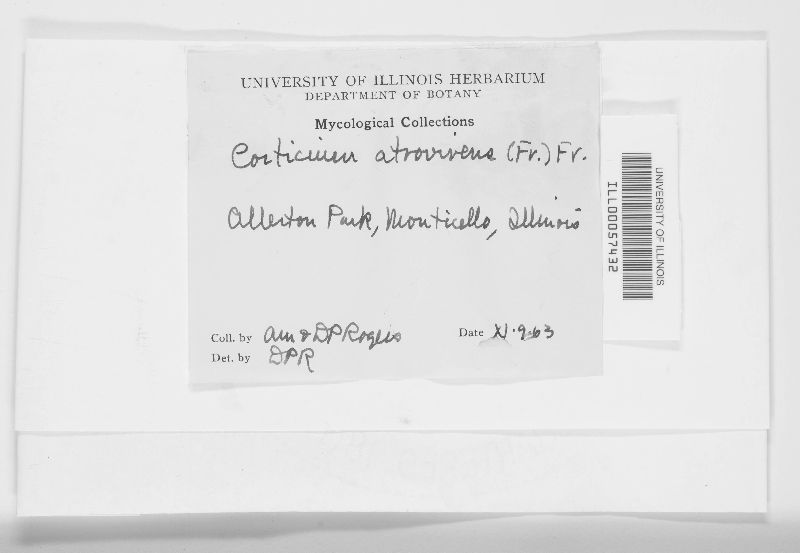 UNIVERSITY OF ILLINOIS HERBARIUM
DEPARTMENT OF BOTANY
Mycological Collections
Corticium atrovirens (Fr.) Fr.
Allerton Park, Monticello, Illinois
Coll. by AM & DP Rogers Date XI-9-63
Det. by DPR
UNIVERSITY OF ILLINOIS
ILL00057432